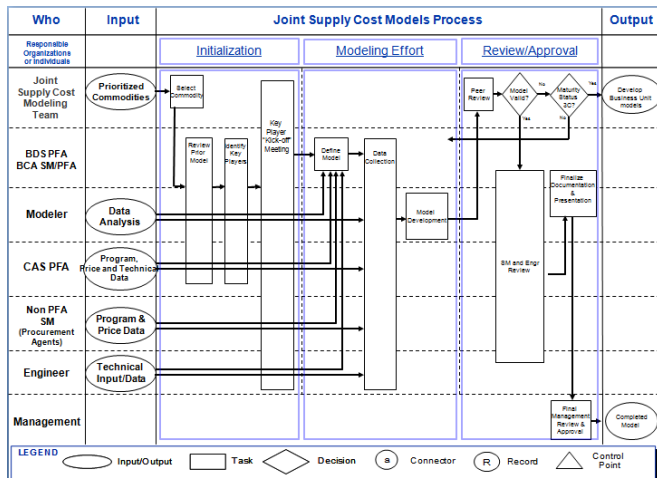 Who
Input
Joint Supply Cost Models Process
Output
Responsible
Organizations
or Individuals
Initialization
Modeling Effort
Review/Approval
Joint
Supply Cost
Modeling
Team
Prioritized
Commodities
Select
Commodity
Peer
Review
Model
Valid?
No
Maturity
Status
3C?
Yes
Develop
Business Unit
models
Yes
No
BDS PFA
BCA SM/PFA
Review
Prior
Model
Identify
Key
Players
Key
Player
"Kick-off"
Meeting
Define
Model
Data
Collection
Finalize
Documentation
&
Presentation
Modeler
Data
Analysis
Model
Development
CAS PFA
Program,
Price and Technical
Data
SM and Engr
Review
Non PFA
SM
(Procurement
Agents)
Program &
Price Data
Engineer
Technical
Input/Data
Management
Final
Management
Review &
Approval
Completed
Model
LEGEND
Input/Output
Task
Decision
a
Connector
R
Record
Control
Point